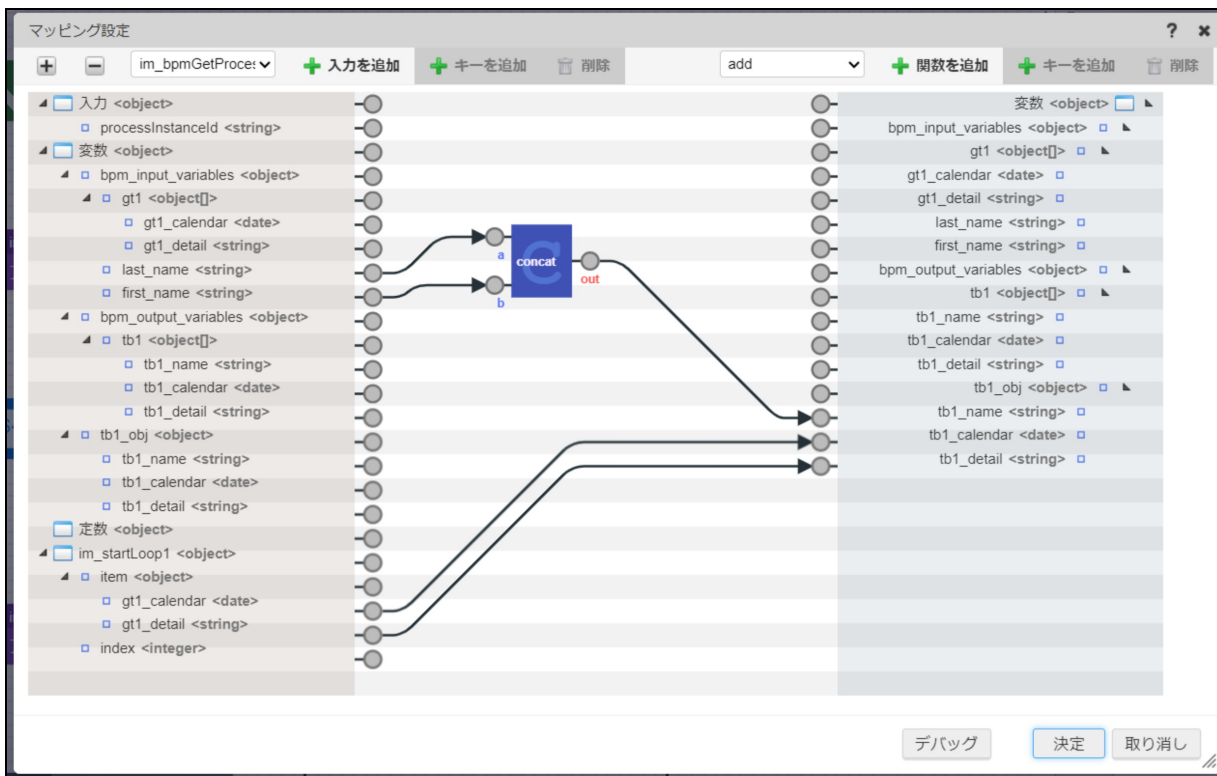 マッピング設定
? ×
im_bpmGetProces 入力を追加 キーを追加 削除 add 関数を追加 キーを追加 削除
入力 <object>
processInstanceId <string>
変数 <object>
bpm_input_variables <object>
gt1 <object[]>
gt1_calendar <date>
gt1_detail <string>
last_name <string>
first_name <string>
bpm_output_variables <object>
tb1 <object[]>
tb1_name <string>
tb1_calendar <date>
tb1_detail <string>
tb1_obj <object>
tb1_name <string>
tb1_calendar <date>
tb1_detail <string>
定数 <object>
im_startLoop1 <object>
item <object>
gt1_calendar <date>
gt1_detail <string>
index <integer>
a
concat
b
out
変数 <object>
bpm_input_variables <object>
gt1 <object[]>
gt1_calendar <date>
gt1_detail <string>
last_name <string>
first_name <string>
bpm_output_variables <object>
tb1 <object[]>
tb1_name <string>
tb1_calendar <date>
tb1_detail <string>
tb1_obj <object>
tb1_name <string>
tb1_calendar <date>
tb1_detail <string>
デバッグ 決定 取り消し